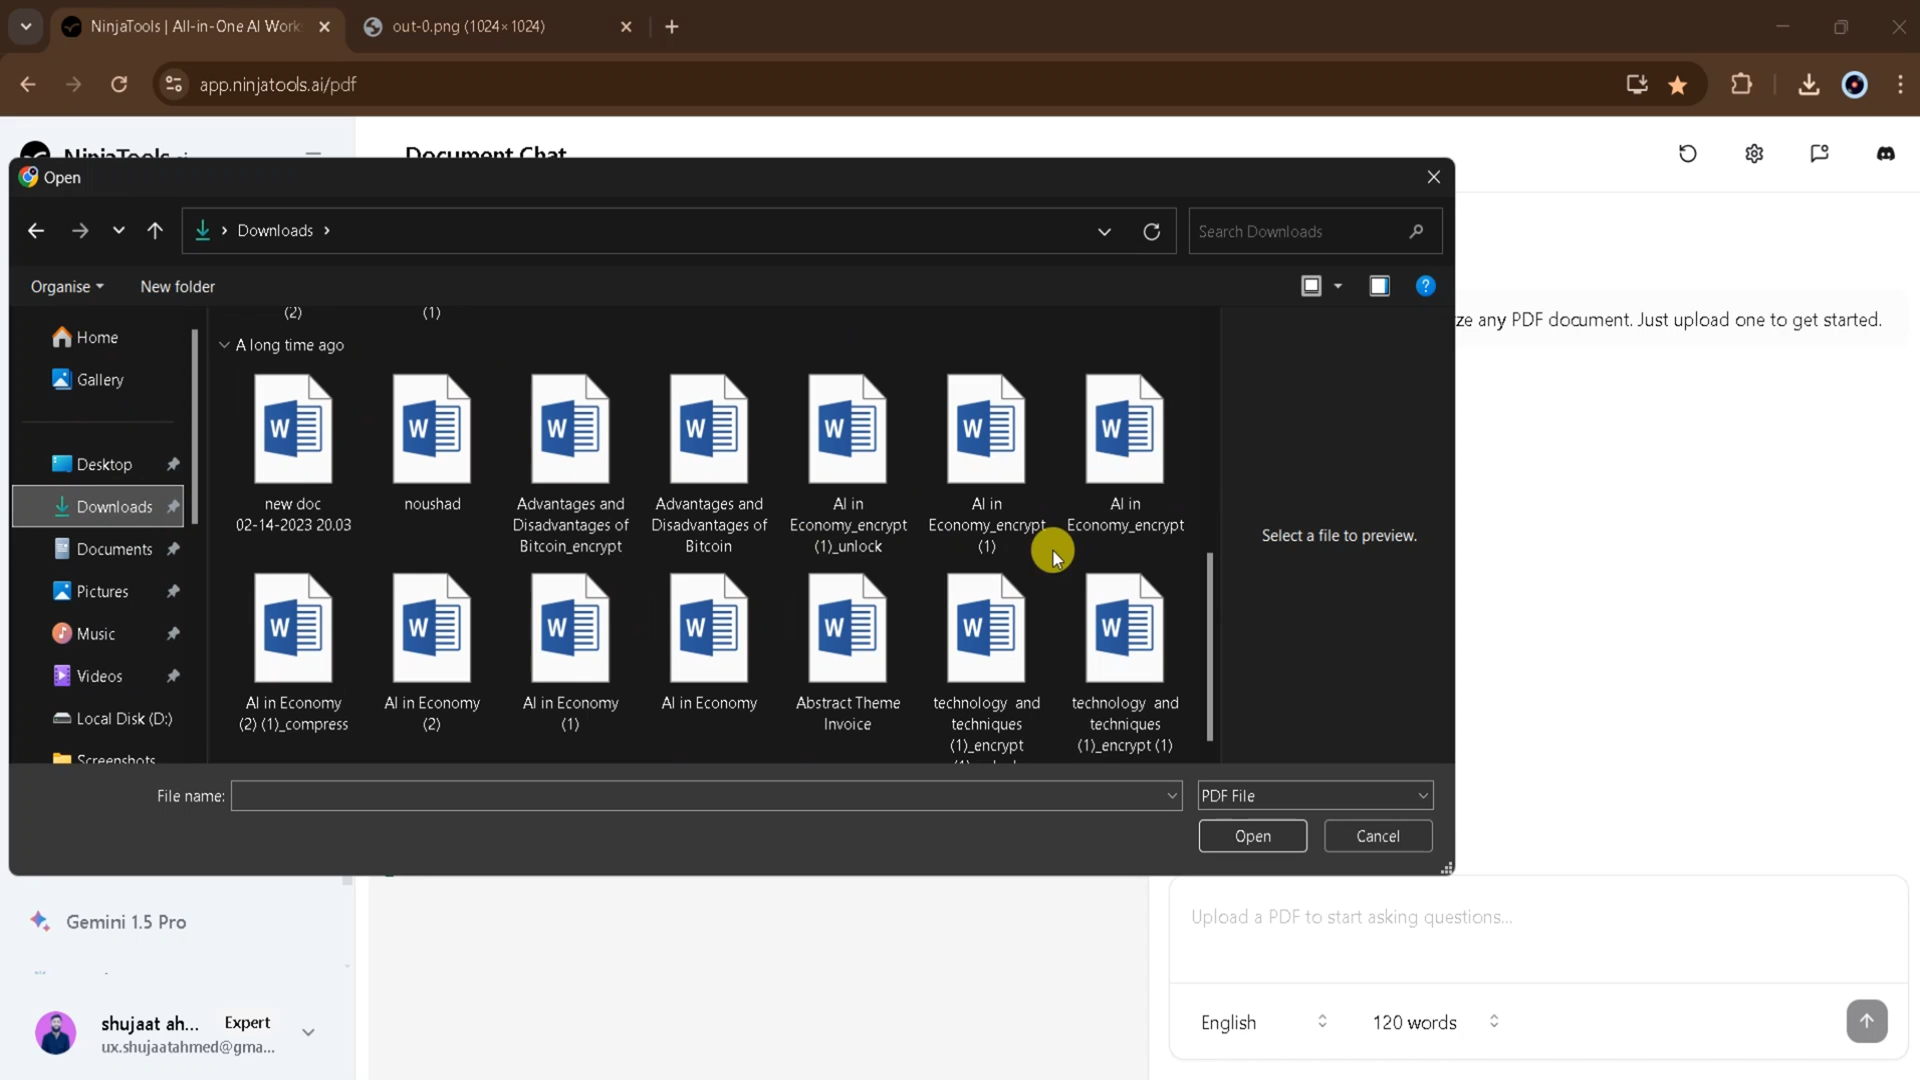 NinjaTools | All-in-One AI Work
out-0.png (1024×1024)
app.ninjatools.ai/pdf
NinjaTools
Document Chat
Open
Downloads
Search Downloads
Organise
New folder
Home
Gallery
Desktop
Downloads
Documents
Pictures
Music
Videos
Local Disk (D:)
Screenshots
(2)
(1)
A long time ago
new doc
02-14-2023 20.03
noushad
Advantages and
Disadvantages of
Bitcoin_encrypt
Advantages and
Disadvantages of
Bitcoin
AI in
Economy_encrypt
(1)_unlock
AI in
Economy_encrypt
(1)
AI in
Economy_encrypt
AI in Economy
(2) (1)_compress
AI in Economy
(2)
AI in Economy
(1)
AI in Economy
Abstract Theme
Invoice
technology and
techniques
(1)_encrypt
technology and
techniques
(1)_encrypt (1)
Select a file to preview.
File name:
PDF File
Open
Cancel
ze any PDF document. Just upload one to get started.
Gemini 1.5 Pro
shujaat ah...
Expert
ux.shujaatahmed@gma...
Upload a PDF to start asking questions...
English
120 words